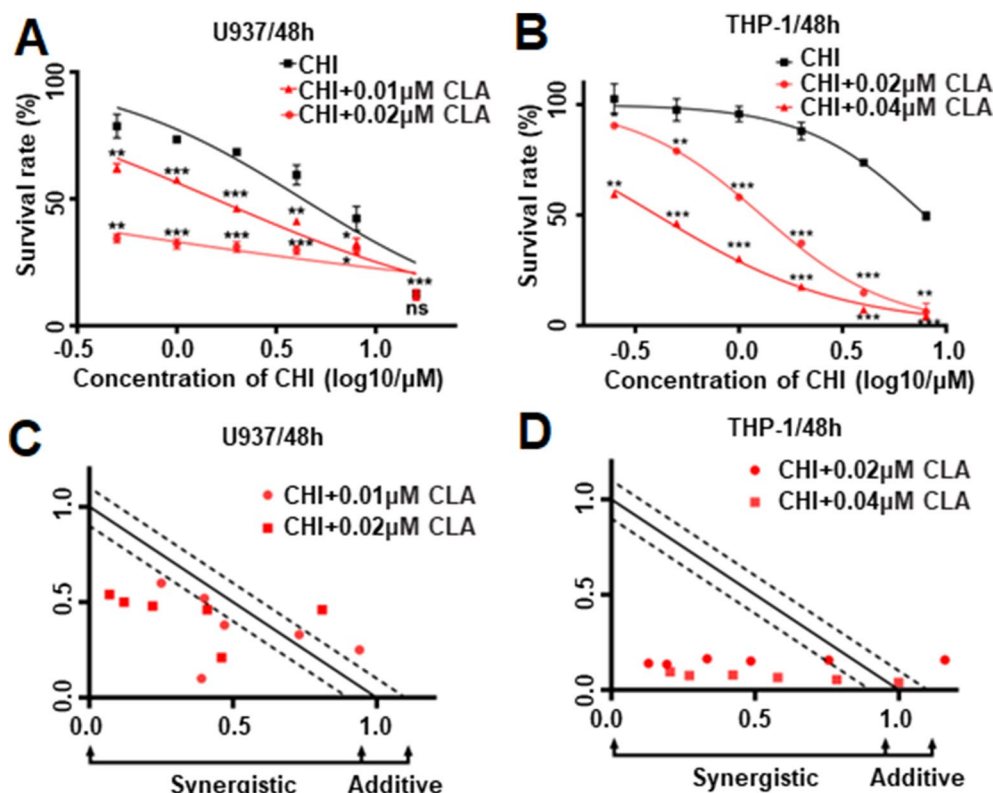 A
U937/48h
CHI
CHI+0.01µM CLA
CHI+0.02µM CLA
Survival rate (%)
100
50
0
** *** *** ** *
** *** *** *** *
***
ns
-0.5 0.0 0.5 1.0
Concentration of CHI (log10/µM)
B
THP-1/48h
CHI
CHI+0.02µM CLA
CHI+0.04µM CLA
Survival rate (%)
100
50
0
* ** *** *** *** **
** *** *** *** *** ***
-0.5 0.0 0.5 1.0
Concentration of CHI (log10/µM)
C
U937/48h
CHI+0.01µM CLA
CHI+0.02µM CLA
1.0
0.5
0.0
0.0 0.5 1.0
Synergistic Additive
D
THP-1/48h
CHI+0.02µM CLA
CHI+0.04µM CLA
1.0
0.5
0.0
0.0 0.5 1.0
Synergistic Additive